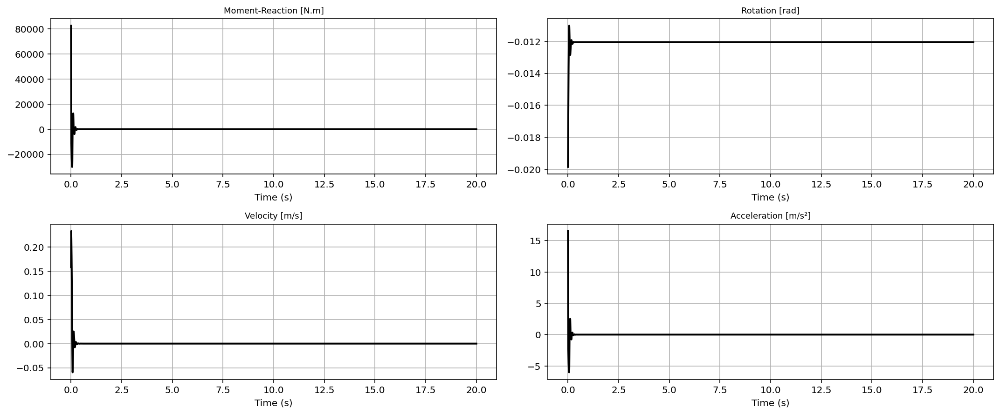 Moment-Reaction [N.m]
80000
60000
40000
20000
0
−20000
0.0 2.5 5.0 7.5 10.0 12.5 15.0 17.5 20.0
Time (s)
Rotation [rad]
−0.012
−0.014
−0.016
−0.018
−0.020
0.0 2.5 5.0 7.5 10.0 12.5 15.0 17.5 20.0
Time (s)
Velocity [m/s]
0.20
0.15
0.10
0.05
0.00
−0.05
0.0 2.5 5.0 7.5 10.0 12.5 15.0 17.5 20.0
Time (s)
Acceleration [m/s²]
15
10
5
0
−5
0.0 2.5 5.0 7.5 10.0 12.5 15.0 17.5 20.0
Time (s)